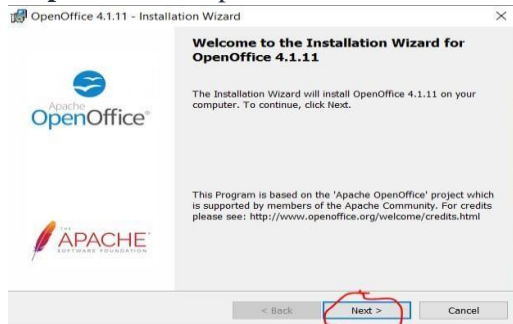 OpenOffice 4.1.11 - Installation Wizard
Welcome to the Installation Wizard for
OpenOffice 4.1.11
The Installation Wizard will install OpenOffice 4.1.11 on your
computer. To continue, click Next.
Apache
OpenOffice®
This Program is based on the 'Apache OpenOffice' project which
is supported by members of the Apache Community. For credits
please see: http://www.openoffice.org/welcome/credits.html
THE
APACHE
SOFTWARE FOUNDATION
< Back Next > Cancel